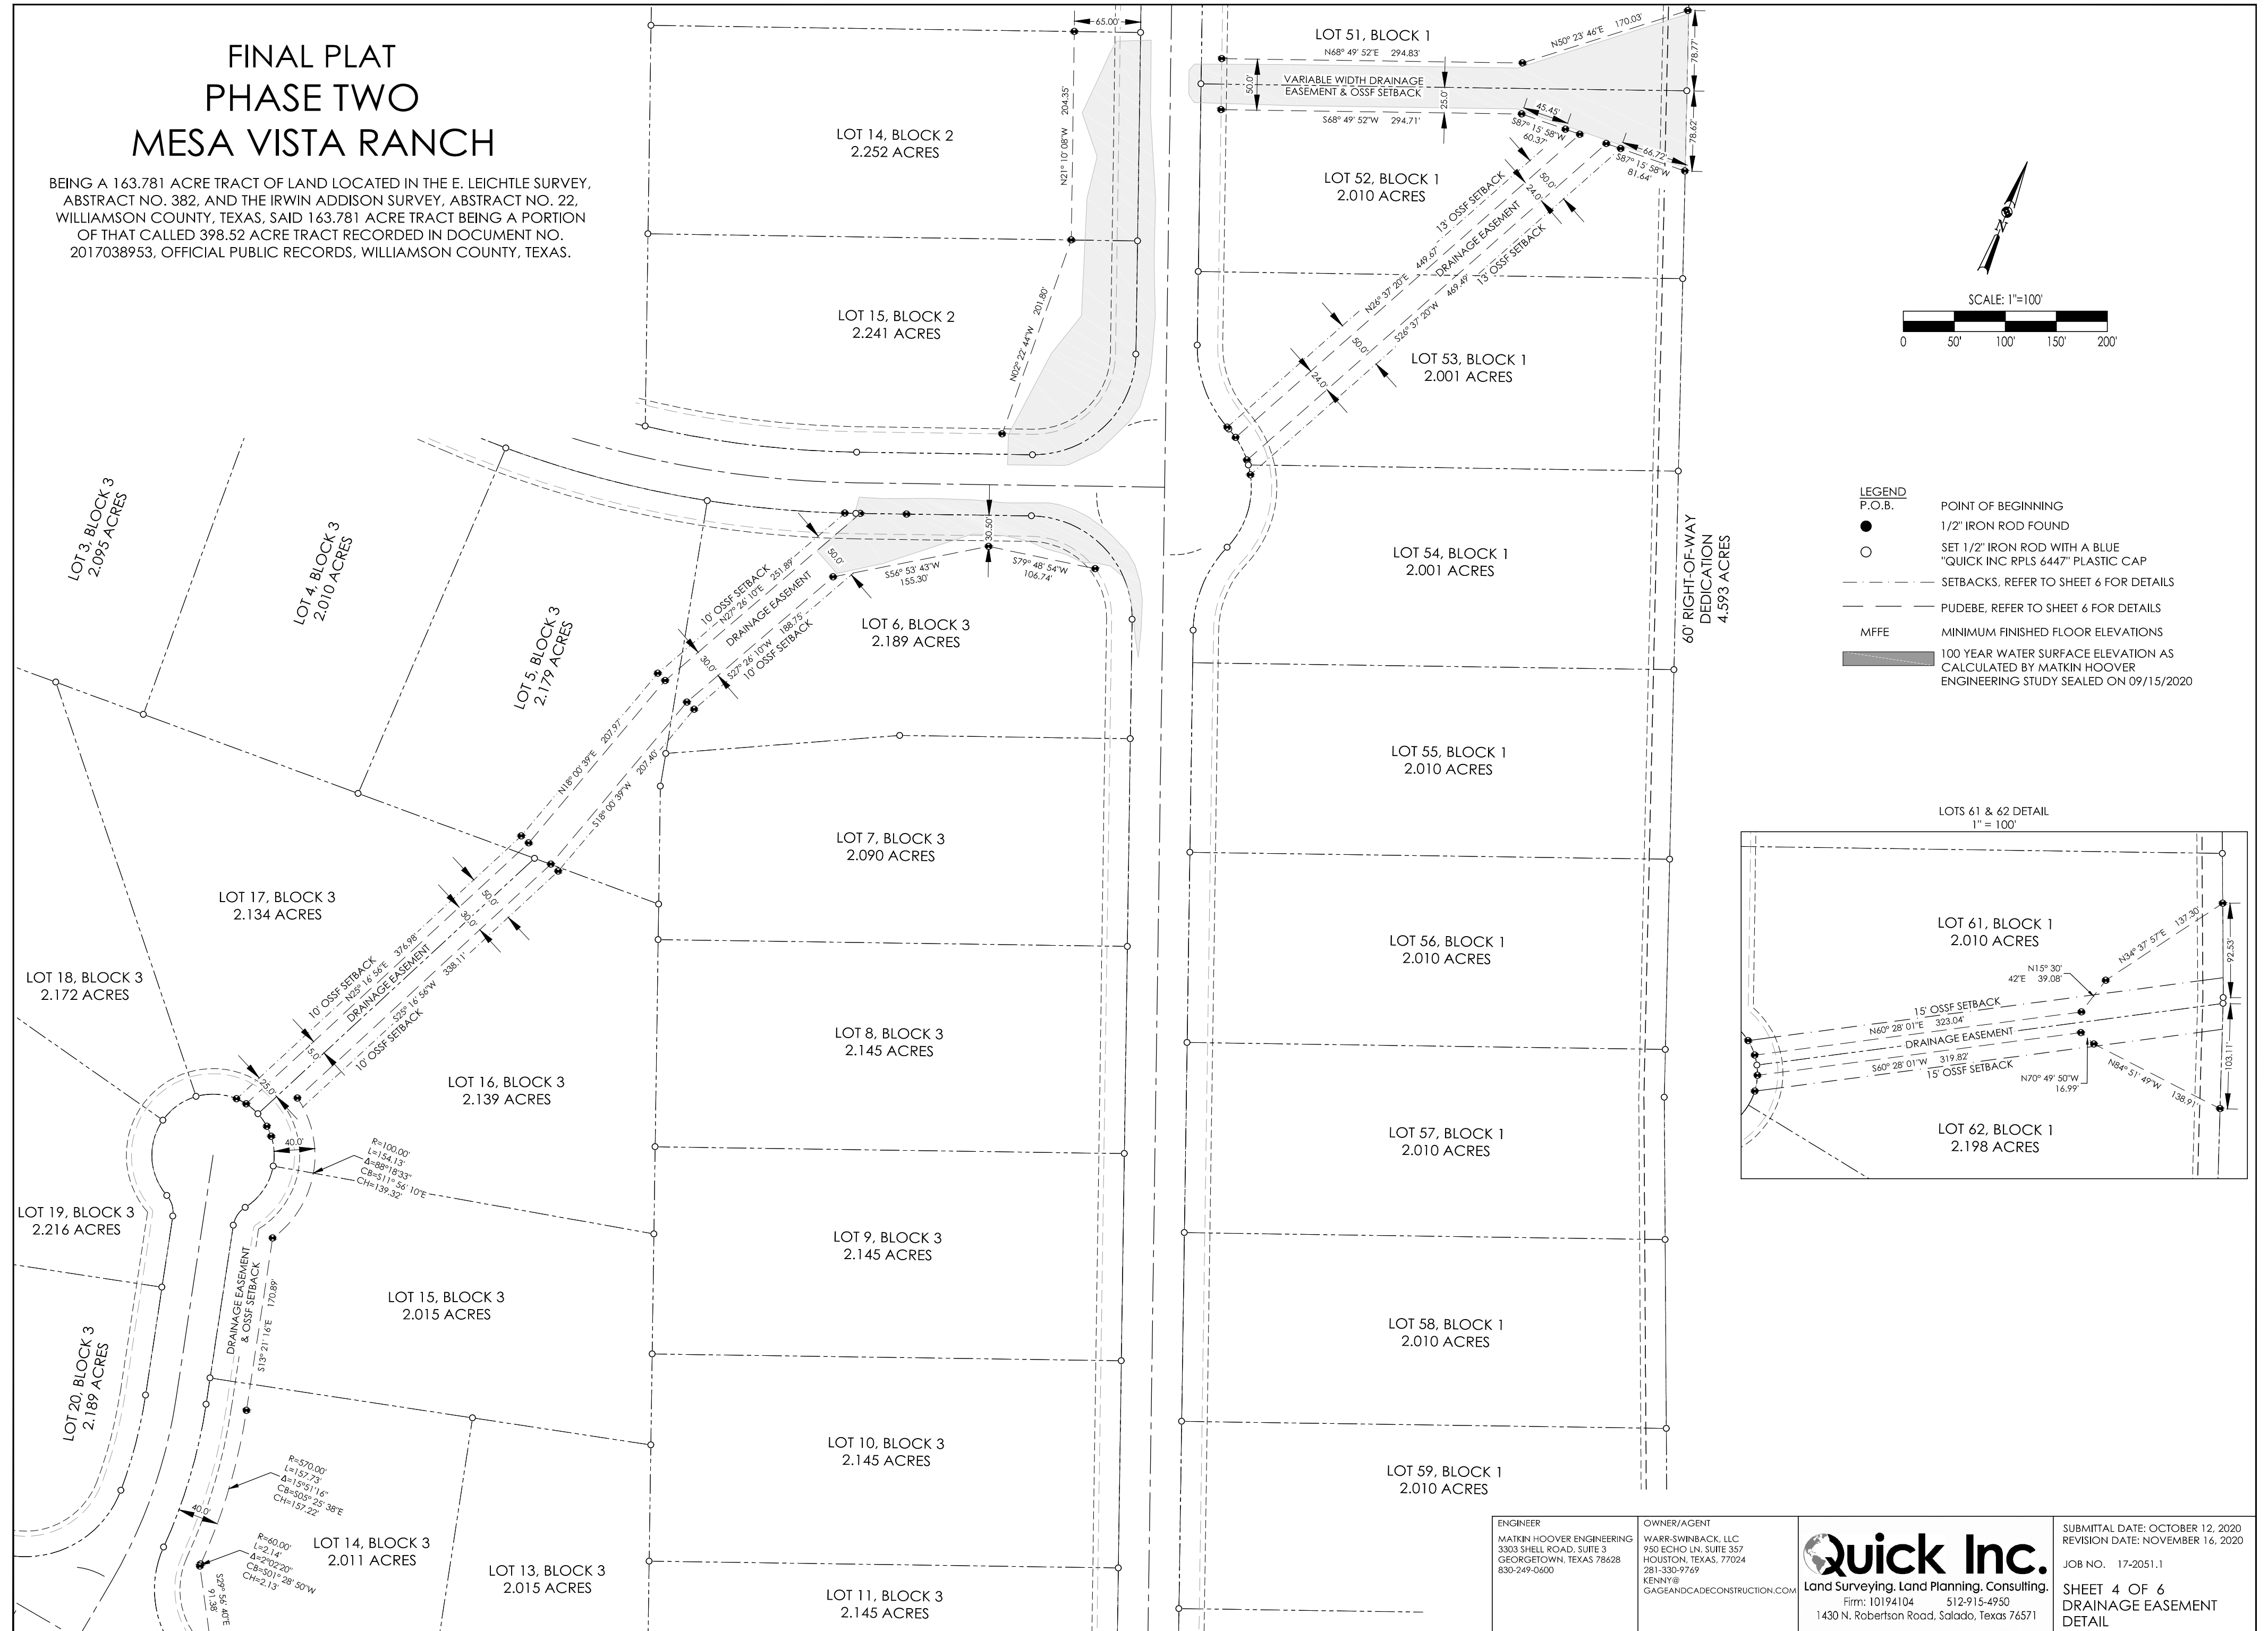 FINAL PLAT
PHASE TWO
MESA VISTA RANCH
BEING A 163.781 ACRE TRACT OF LAND LOCATED IN THE E. LEICHTLE SURVEY,
ABSTRACT NO. 382, AND THE IRWIN ADDISON SURVEY, ABSTRACT NO. 22,
WILLIAMSON COUNTY, TEXAS, SAID 163.781 ACRE TRACT BEING A PORTION
OF THAT CALLED 398.52 ACRE TRACT RECORDED IN DOCUMENT NO.
2017038953, OFFICIAL PUBLIC RECORDS, WILLIAMSON COUNTY, TEXAS.
65.00'
N21° 10' 08"W 204.35'
LOT 14, BLOCK 2
2.252 ACRES
LOT 15, BLOCK 2
2.241 ACRES
N02° 22' 44"W 201.80'
LOT 51, BLOCK 1
N68° 49' 52"E 294.83'
N50° 23' 46"E 170.03'
78.77'
50.0'
VARIABLE WIDTH DRAINAGE
EASEMENT & OSSF SETBACK
25.0'
S68° 49' 52"W 294.71'
45.45'
S87° 15' 58"W
60.37'
66.72'
S87° 15' 58"W
81.64'
78.62'
LOT 52, BLOCK 1
2.010 ACRES
13' OSSF SETBACK
50.0'
24.0'
N26° 37' 20"E 449.67'
DRAINAGE EASEMENT
S26° 37' 20"W 469.49'
13' OSSF SETBACK
50.0'
24.0'
LOT 53, BLOCK 1
2.001 ACRES
N
SCALE: 1"=100'
0 50' 100' 150' 200'
LOT 54, BLOCK 1
2.001 ACRES
60' RIGHT-OF-WAY
DEDICATION
4.593 ACRES
LEGEND
P.O.B. POINT OF BEGINNING
1/2" IRON ROD FOUND
SET 1/2" IRON ROD WITH A BLUE
"QUICK INC RPLS 6447" PLASTIC CAP
SETBACKS, REFER TO SHEET 6 FOR DETAILS
PUDEBE, REFER TO SHEET 6 FOR DETAILS
MFFE MINIMUM FINISHED FLOOR ELEVATIONS
100 YEAR WATER SURFACE ELEVATION AS
CALCULATED BY MATKIN HOOVER
ENGINEERING STUDY SEALED ON 09/15/2020
LOT 3, BLOCK 3
2.095 ACRES
LOT 4, BLOCK 3
2.010 ACRES
LOT 5, BLOCK 3
2.179 ACRES
50.0'
30.50'
S56° 53' 43"W
155.30'
S79° 48' 54"W
106.74'
10' OSSF SETBACK
N27° 26' 10"E 251.89'
DRAINAGE EASEMENT
30.0'
S27° 26' 10"W 188.75'
10' OSSF SETBACK
LOT 6, BLOCK 3
2.189 ACRES
N18° 00' 39"E 207.97'
S18° 00' 39"W 207.40'
LOT 7, BLOCK 3
2.090 ACRES
LOT 8, BLOCK 3
2.145 ACRES
LOT 9, BLOCK 3
2.145 ACRES
LOT 10, BLOCK 3
2.145 ACRES
LOT 11, BLOCK 3
2.145 ACRES
LOT 55, BLOCK 1
2.010 ACRES
LOT 56, BLOCK 1
2.010 ACRES
LOT 57, BLOCK 1
2.010 ACRES
LOT 58, BLOCK 1
2.010 ACRES
LOT 59, BLOCK 1
2.010 ACRES
LOT 17, BLOCK 3
2.134 ACRES
50.0'
30.0'
10' OSSF SETBACK
N25° 16' 56"E 376.98'
DRAINAGE EASEMENT
S25° 16' 56"W 338.11'
10' OSSF SETBACK
15.0'
25.0'
LOT 18, BLOCK 3
2.172 ACRES
LOT 16, BLOCK 3
2.139 ACRES
40.0'
R=100.00'
L=154.13'
Δ=88°18'33"
CB=S11° 56' 10"E
CH=139.32'
LOT 19, BLOCK 3
2.216 ACRES
DRAINAGE EASEMENT
& OSSF SETBACK
S13° 21' 16"E 170.89'
LOT 15, BLOCK 3
2.015 ACRES
LOT 20, BLOCK 3
2.189 ACRES
R=570.00'
L=157.73'
Δ=15°51'16"
CB=S05° 25' 38"E
CH=157.22'
40.0'
R=60.00'
L=2.14'
Δ=2°02'20"
CB=S01° 28' 50"W
CH=2.13'
S29° 56' 40"E
91.38'
LOT 14, BLOCK 3
2.011 ACRES
LOT 13, BLOCK 3
2.015 ACRES
LOTS 61 & 62 DETAIL
1" = 100'
LOT 61, BLOCK 1
2.010 ACRES
N34° 37' 57"E 137.30'
92.53'
N15° 30'
42"E 39.08'
15' OSSF SETBACK
N60° 28' 01"E 323.04'
DRAINAGE EASEMENT
S60° 28' 01"W 319.82'
15' OSSF SETBACK
N70° 49' 50"W
16.99'
N84° 51' 49"W 138.91'
103.11'
LOT 62, BLOCK 1
2.198 ACRES
ENGINEER
MATKIN HOOVER ENGINEERING
3303 SHELL ROAD, SUITE 3
GEORGETOWN, TEXAS 78628
830-249-0600
OWNER/AGENT
WARR-SWINBACK, LLC
950 ECHO LN. SUITE 357
HOUSTON, TEXAS, 77024
281-330-9769
KENNY@
GAGEANDCADECONSTRUCTION.COM
Quick Inc.
Land Surveying. Land Planning. Consulting.
Firm: 10194104 512-915-4950
1430 N. Robertson Road, Salado, Texas 76571
SUBMITTAL DATE: OCTOBER 12, 2020
REVISION DATE: NOVEMBER 16, 2020
JOB NO. 17-2051.1
SHEET 4 OF 6
DRAINAGE EASEMENT
DETAIL